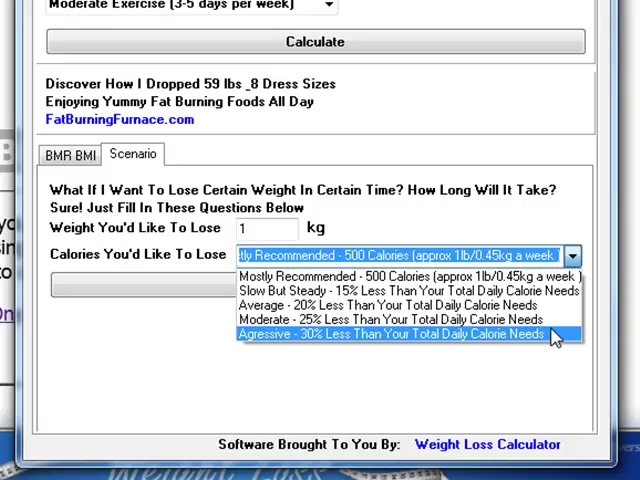 Moderate Exercise (3-5 days per week)
Calculate
Discover How I Dropped 59 lbs _8 Dress Sizes
Enjoying Yummy Fat Burning Foods All Day
FatBurningFurnace.com
BMR BMI
Scenario
What If I Want To Lose Certain Weight In Certain Time? How Long Will It Take?
Sure! Just Fill In These Questions Below
Weight You'd Like To Lose 1 kg
Calories You'd Like To Lose tly Recommended - 500 Calories (approx 1lb/0.45kg a week )
Mostly Recommended - 500 Calories (approx 1lb/0.45kg a week )
Slow But Steady - 15% Less Than Your Total Daily Calorie Needs
Average - 20% Less Than Your Total Daily Calorie Needs
Moderate - 25% Less Than Your Total Daily Calorie Needs
Agressive - 30% Less Than Your Total Daily Calorie Needs
Software Brought To You By: Weight Loss Calculator